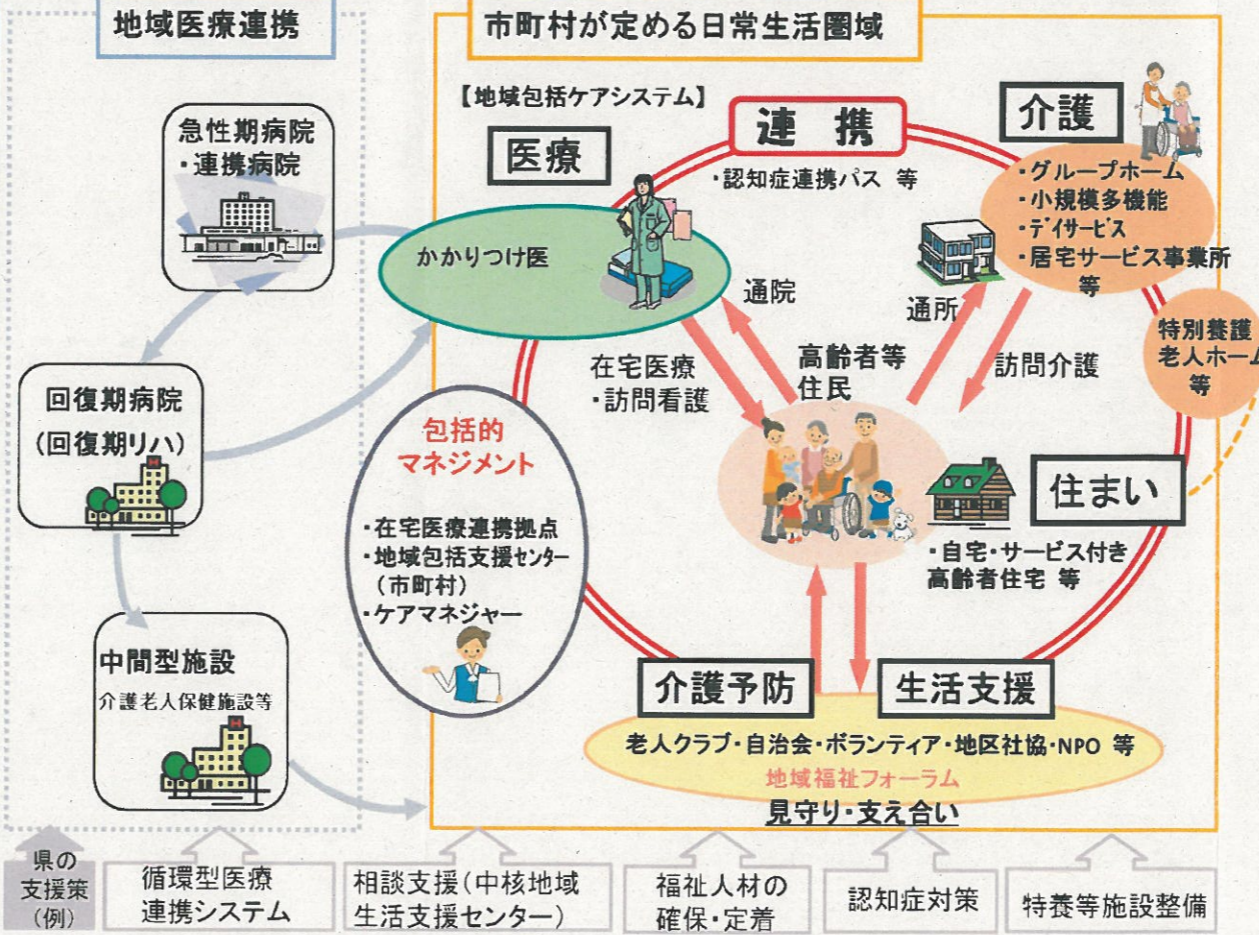 地域医療連携
市町村が定める日常生活圏域
【地域包括ケアシステム】
急性期病院
・連携病院
回復期病院
(回復期リハ)
中間型施設
介護老人保健施設等
医療
連 携
・認知症連携パス 等
介護
・グループホーム
・小規模多機能
・デイサービス
・居宅サービス事業所
等
かかりつけ医
通院
在宅医療
・訪問看護
高齢者等
住民
通所
訪問介護
特別養護
老人ホーム
等
包括的
マネジメント
・在宅医療連携拠点
・地域包括支援センター
(市町村)
・ケアマネジャー
住まい
・自宅・サービス付き
高齢者住宅 等
介護予防
生活支援
老人クラブ・自治会・ボランティア・地区社協・NPO 等
地域福祉フォーラム
見守り・支え合い
県の
支援策
(例)
循環型医療
連携システム
相談支援(中核地域
生活支援センター)
福祉人材の
確保・定着
認知症対策
特養等施設整備